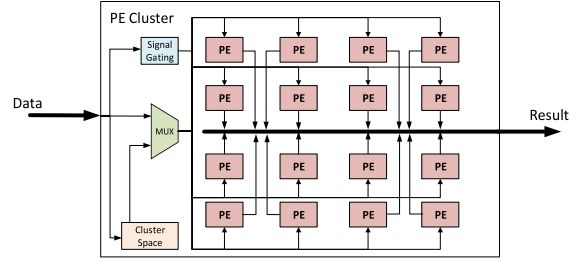 PE Cluster
Signal
Gating
PE PE PE PE
Data
PE PE PE PE
MUX
Result
PE PE PE PE
PE PE PE PE
Cluster
Space